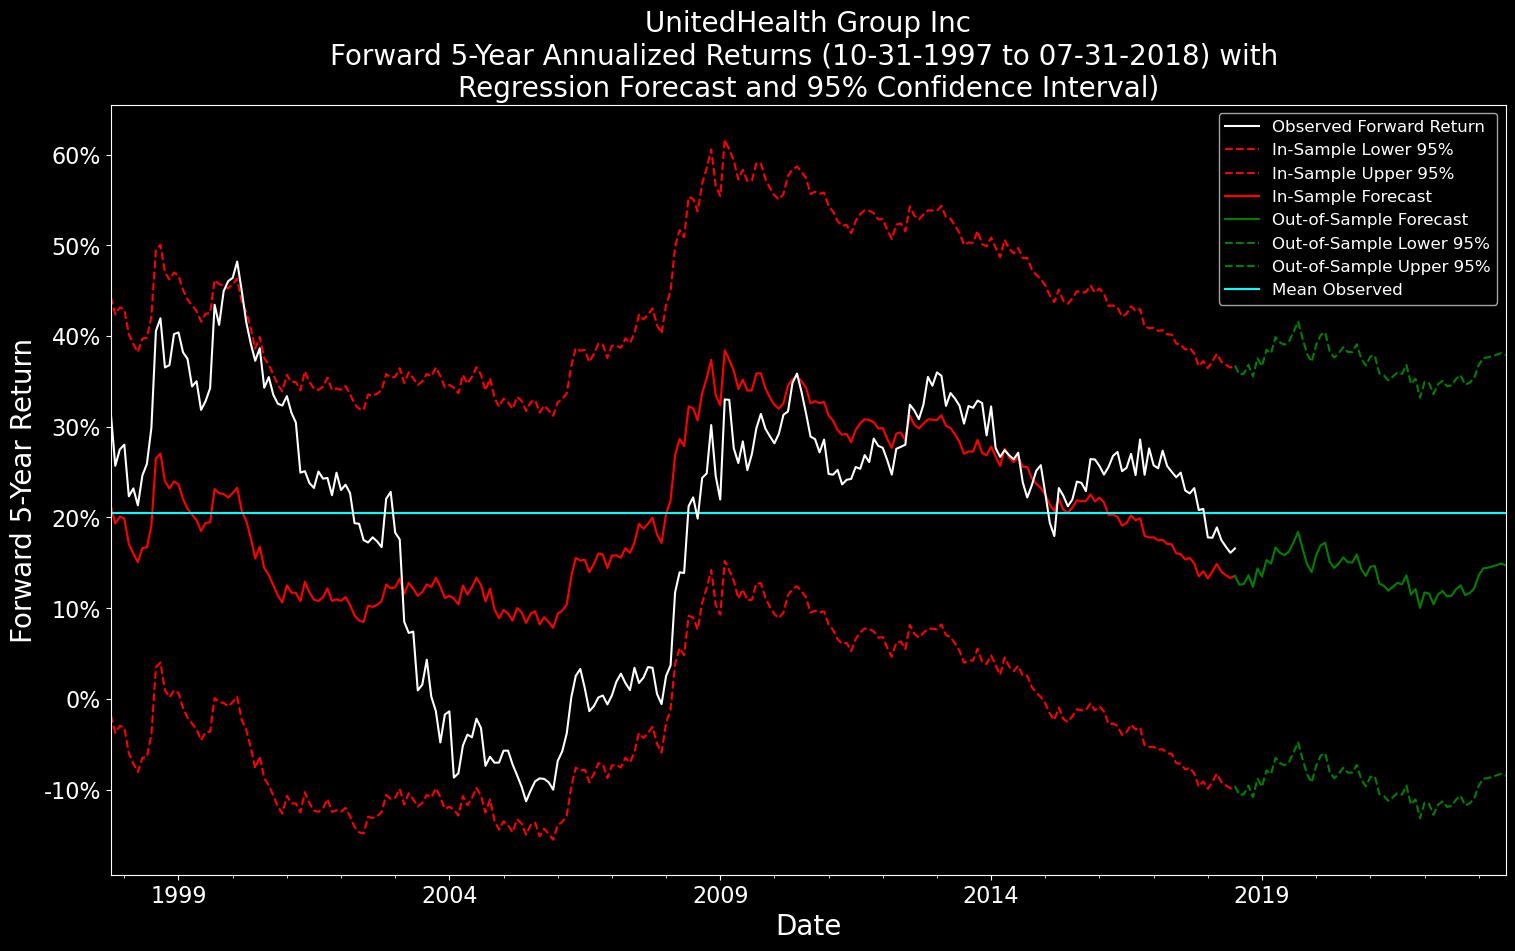 UnitedHealth Group Inc
Forward 5-Year Annualized Returns (10-31-1997 to 07-31-2018) with
Regression Forecast and 95% Confidence Interval)
Observed Forward Return
In-Sample Lower 95%
In-Sample Upper 95%
In-Sample Forecast
Out-of-Sample Forecast
Out-of-Sample Lower 95%
Out-of-Sample Upper 95%
Mean Observed
Forward 5-Year Return
60%
50%
40%
30%
20%
10%
0%
-10%
1999 2004 2009 2014 2019
Date